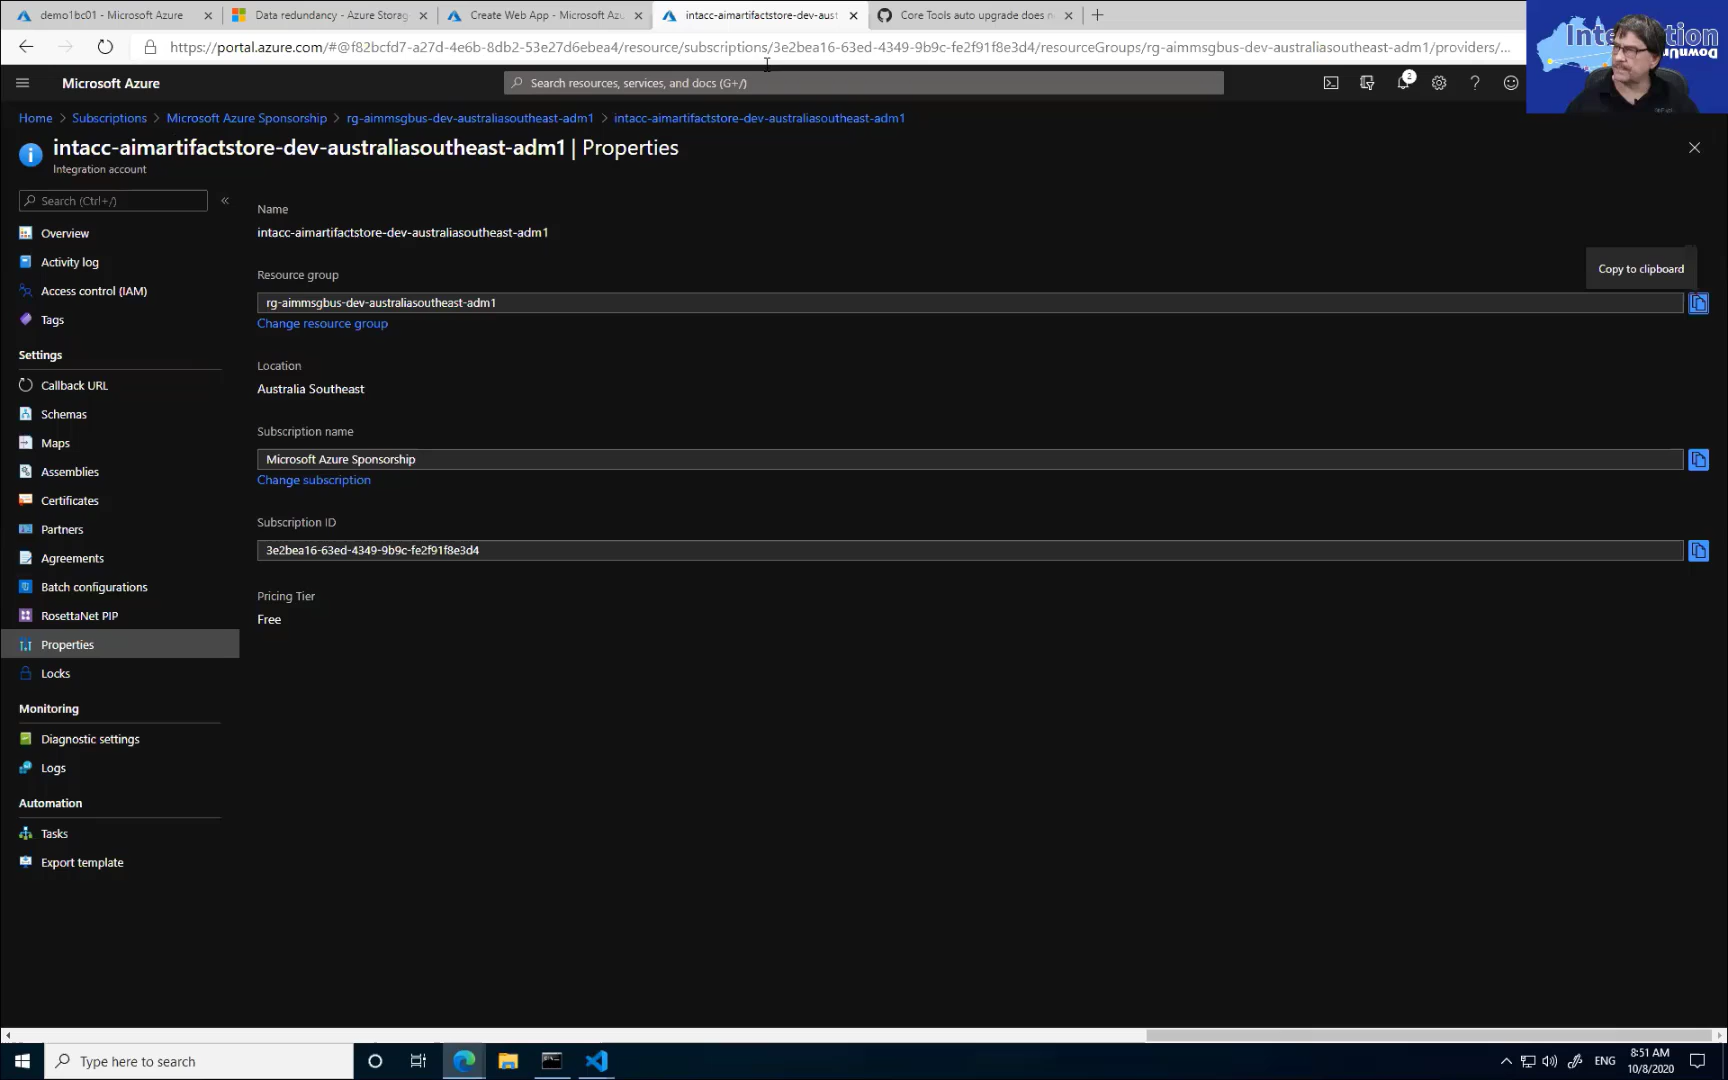 demo1bc01 - Microsoft Azure
Data redundancy - Azure Storag
Create Web App - Microsoft Azu
intacc-aimartifactstore-dev-aust
Core Tools auto upgrade does n
https://portal.azure.com/#@f82bcfd7-a27d-4e6b-8db2-53e27d6ebea4/resource/subscriptions/3e2bea16-63ed-4349-9b9c-fe2f91f8e3d4/resourceGroups/rg-aimmsgbus-dev-australiasoutheast-adm1/providers/...
Microsoft Azure
Search resources, services, and docs (G+/)
2
Home > Subscriptions > Microsoft Azure Sponsorship > rg-aimmsgbus-dev-australiasoutheast-adm1 > intacc-aimartifactstore-dev-australiasoutheast-adm1
intacc-aimartifactstore-dev-australiasoutheast-adm1 | Properties
Integration account
Search (Ctrl+/)
«
Overview
Activity log
Access control (IAM)
Tags
Settings
Callback URL
Schemas
Maps
Assemblies
Certificates
Partners
Agreements
Batch configurations
RosettaNet PIP
Properties
Locks
Monitoring
Diagnostic settings
Logs
Automation
Tasks
Export template
Name
intacc-aimartifactstore-dev-australiasoutheast-adm1
Resource group
Copy to clipboard
rg-aimmsgbus-dev-australiasoutheast-adm1
Change resource group
Location
Australia Southeast
Subscription name
Microsoft Azure Sponsorship
Change subscription
Subscription ID
3e2bea16-63ed-4349-9b9c-fe2f91f8e3d4
Pricing Tier
Free
Type here to search
ENG
8:51 AM
10/8/2020